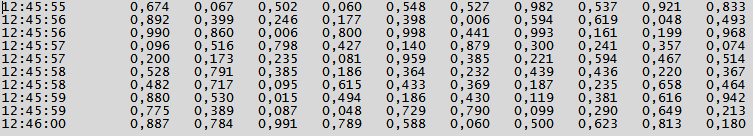 12:45:55 0,674 0,067 0,502 0,060 0,548 0,527 0,982 0,537 0,921 0,833
12:45:56 0,892 0,399 0,246 0,177 0,398 0,006 0,594 0,619 0,048 0,493
12:45:56 0,990 0,860 0,006 0,800 0,998 0,441 0,993 0,161 0,199 0,968
12:45:57 0,096 0,516 0,798 0,427 0,140 0,879 0,300 0,241 0,357 0,074
12:45:57 0,200 0,173 0,235 0,081 0,959 0,385 0,221 0,594 0,467 0,514
12:45:58 0,528 0,791 0,385 0,186 0,364 0,232 0,439 0,436 0,220 0,367
12:45:58 0,482 0,717 0,095 0,615 0,433 0,369 0,187 0,235 0,658 0,464
12:45:59 0,880 0,530 0,015 0,494 0,186 0,430 0,119 0,381 0,616 0,942
12:45:59 0,775 0,389 0,087 0,048 0,729 0,790 0,099 0,290 0,649 0,213
12:46:00 0,887 0,784 0,991 0,789 0,588 0,060 0,500 0,623 0,813 0,180